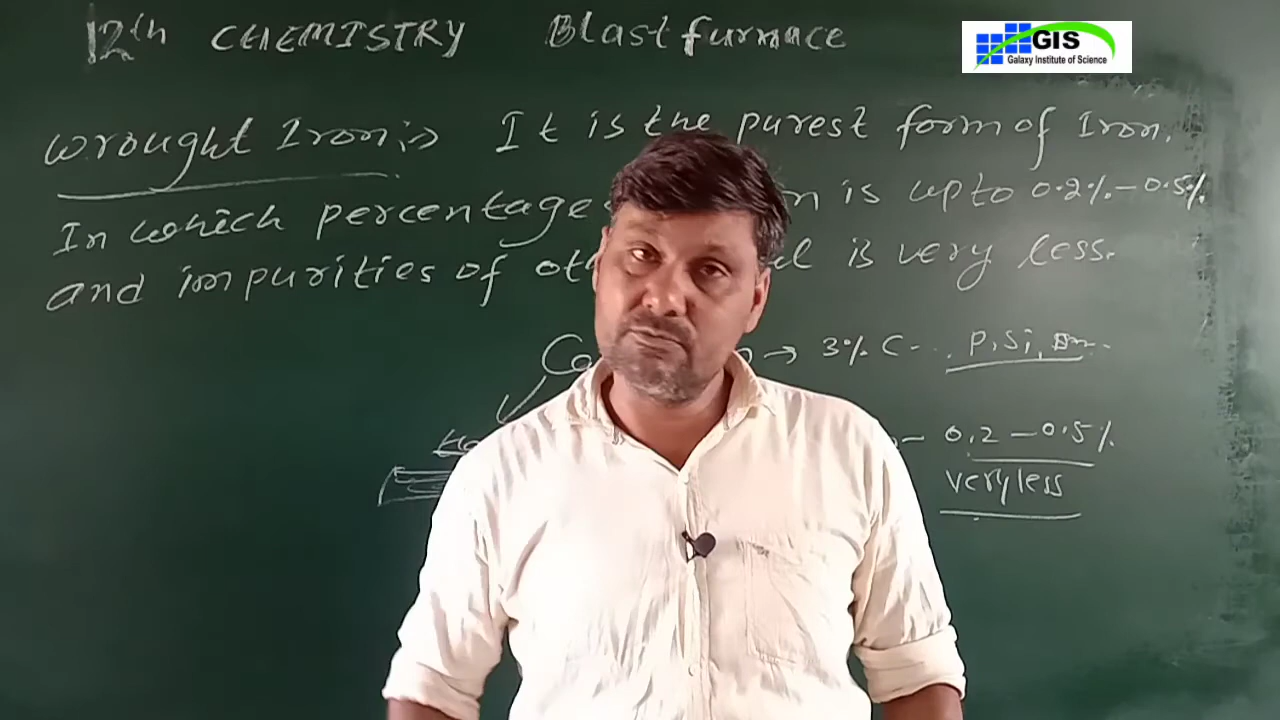 12th CHEMISTRY Blast furnace
GIS
Galaxy Institute of Science
Wrought Iron:-> It is the purest form of Iron.
In which percentage is upto 0.2%-0.5%
and impurities of is very less.
→ 3% C P, Si,
0.2-0.5%
very less